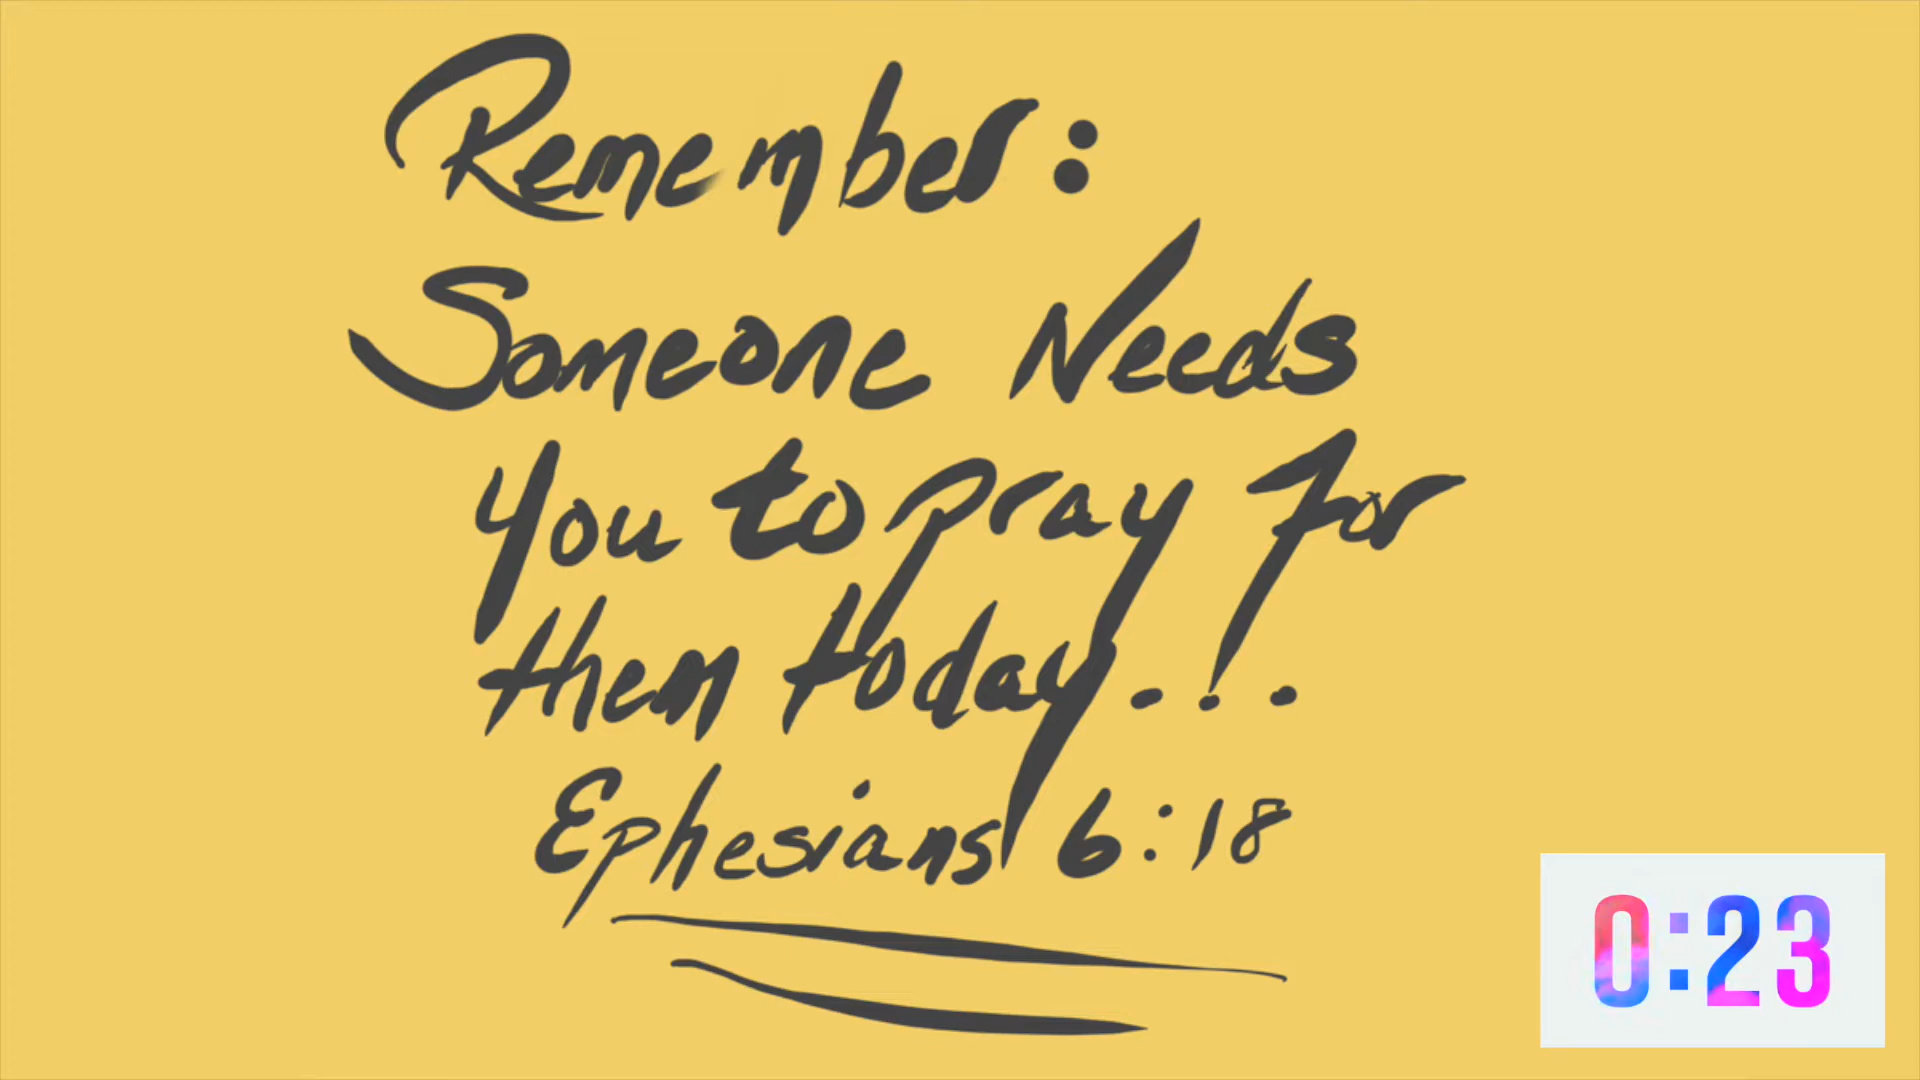 Remember:
Someone Needs
you to pray for
them today...
Ephesians 6:18
0:23